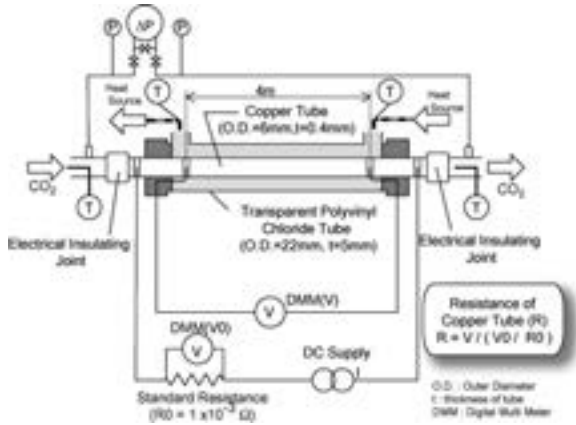 P
ΔP
P
Heat
Source
T
4m
T
Heat
Source
Copper Tube
(O.D.=6mm,t=0.4mm)
CO2
CO2
T
T
Transparent Polyvinyl
Chloride Tube
(O.D.=22mm, t=5mm)
Electrical Insulating
Joint
Electrical Insulating
Joint
DMM(V)
V
DMM(V0)
V
DC Supply
I
Standard Resistance
(R0 = 1 x10⁻³ Ω)
Resistance of
Copper Tube (R)
R = V / ( V0 / R0 )
O.D. : Outer Diameter
t : thickness of tube
DMM : Digital Multi Meter